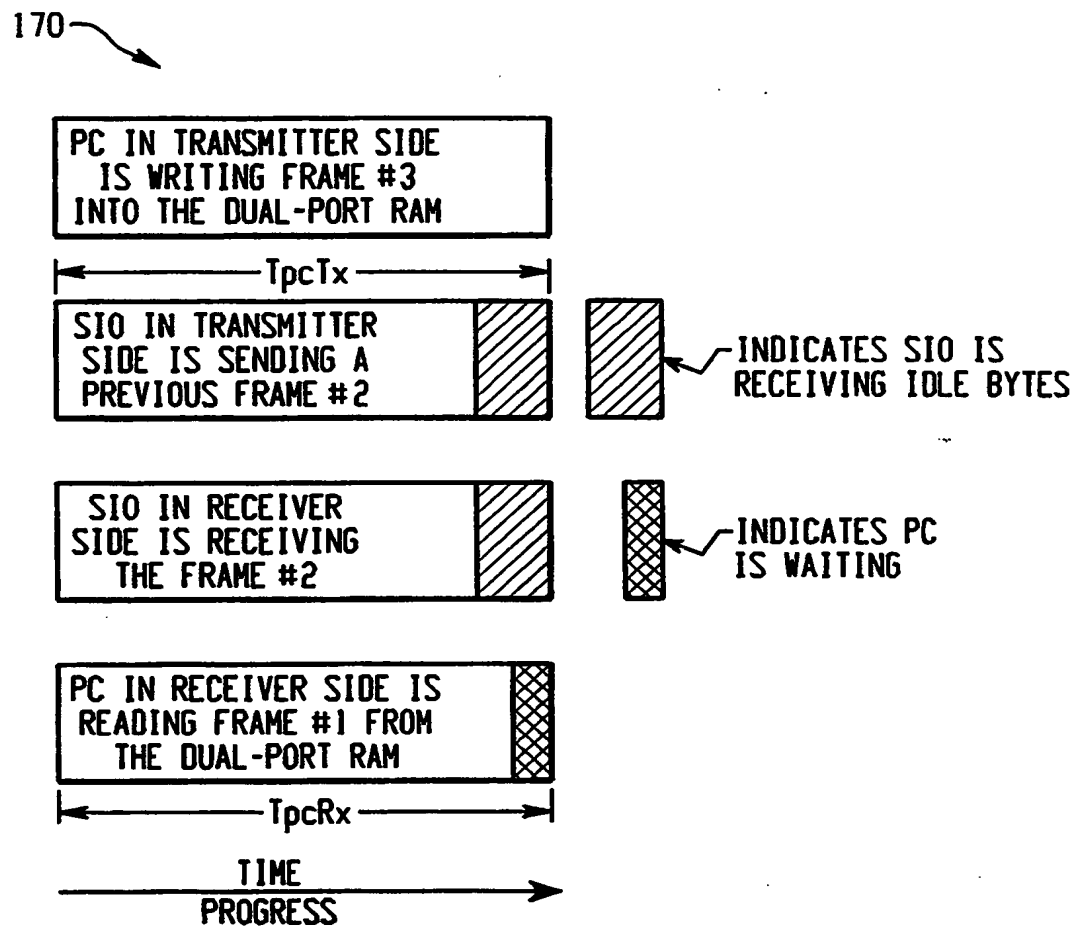 170
PC IN TRANSMITTER SIDE
IS WRITING FRAME #3
INTO THE DUAL-PORT RAM
TpcTx
SIO IN TRANSMITTER
SIDE IS SENDING A
PREVIOUS FRAME #2
INDICATES SIO IS
RECEIVING IDLE BYTES
SIO IN RECEIVER
SIDE IS RECEIVING
THE FRAME #2
INDICATES PC
IS WAITING
PC IN RECEIVER SIDE IS
READING FRAME #1 FROM
THE DUAL-PORT RAM
TpcRx
TIME
PROGRESS